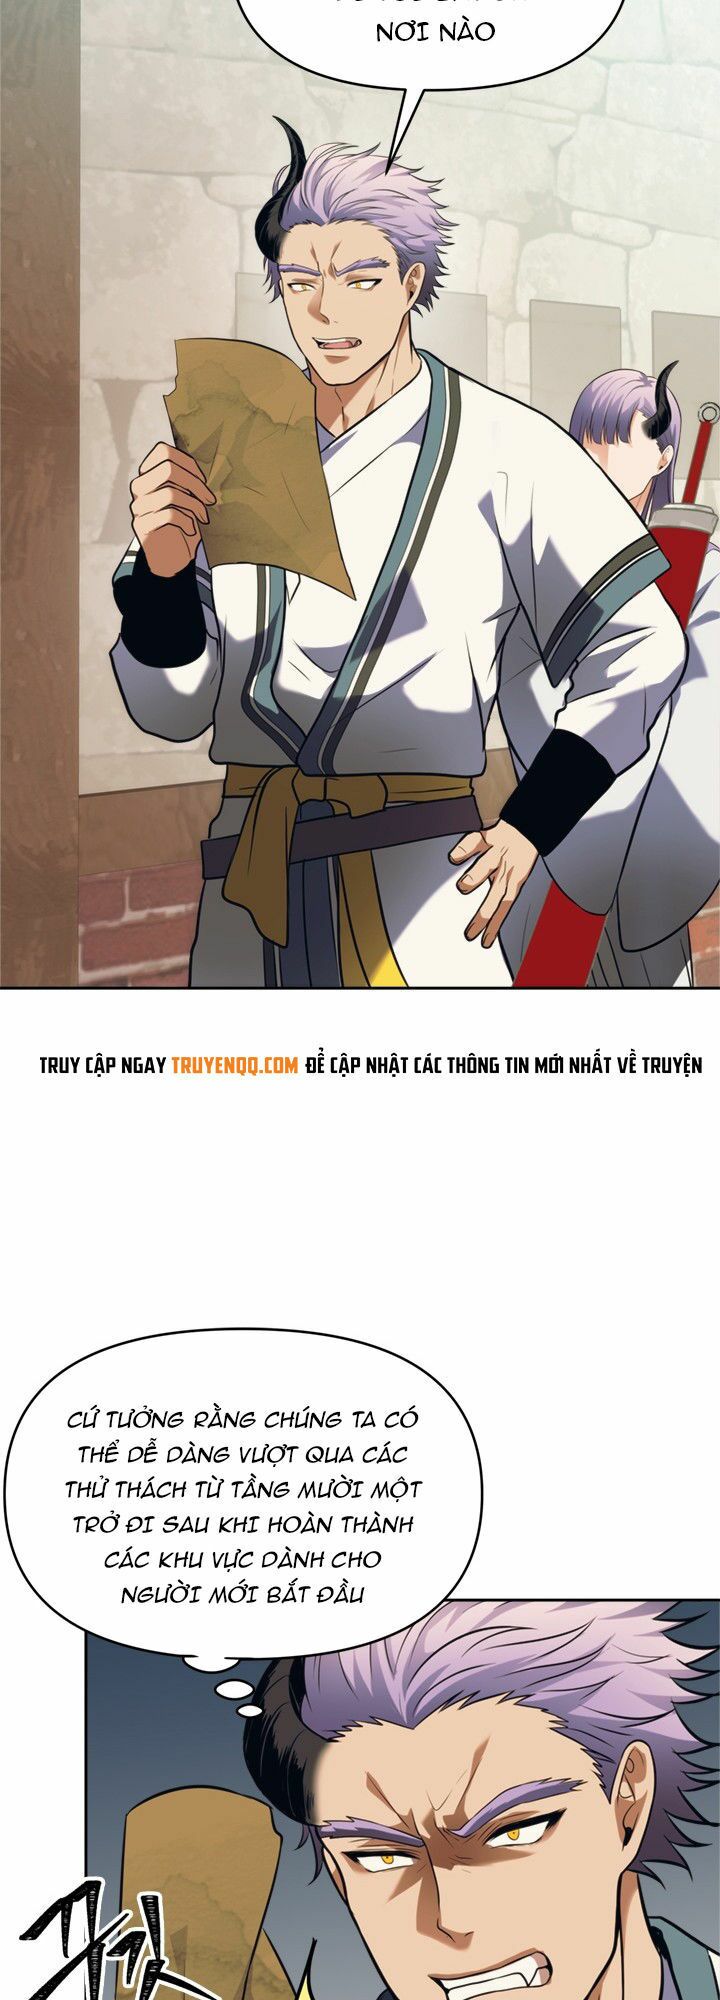 NƠI NÀO
TRUY CẬP NGAY TRUYENQQ.COM ĐỂ CẬP NHẬT CÁC THÔNG TIN MỚI NHẤT VỀ TRUYỆN
CỨ TƯỞNG RẰNG CHÚNG TA CÓ
THỂ DỄ DÀNG VƯỢT QUA CÁC
THỬ THÁCH TỪ TẦNG MƯỜI MỘT
TRỞ ĐI SAU KHI HOÀN THÀNH
CÁC KHU VỰC DÀNH CHO
NGƯỜI MỚI BẮT ĐẦU